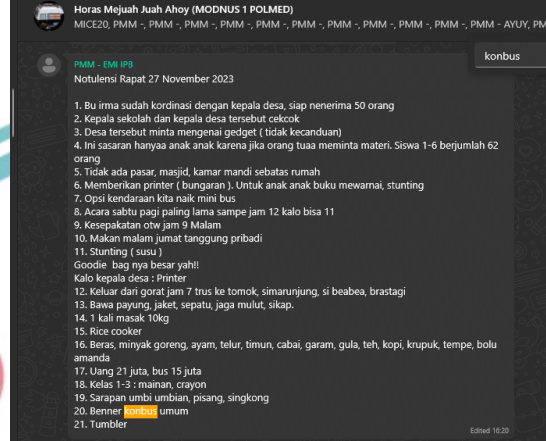 Horas Mejuah Juah Ahoy (MODNUS 1 POLMED)
MICE20, PMM -, PMM -, PMM -, PMM -, PMM -, PMM -, PMM -, PMM -, PMM -, PMM -, PMM - AYUY, PM
konbus
PMM - EMI IPB
Notulensi Rapat 27 November 2023
1. Bu irma sudah kordinasi dengan kepala desa, siap nenerima 50 orang
2. Kepala sekolah dan kepala desa tersebut cekcok
3. Desa tersebut minta mengenai gedget ( tidak kecanduan)
4. Ini sasaran hanyaa anak anak karena jika orang tuaa meminta materi. Siswa 1-6 berjumlah 62
orang
5. Tidak ada pasar, masjid, kamar mandi sebatas rumah
6. Memberikan printer ( bungaran ). Untuk anak anak buku mewarnai, stunting
7. Opsi kendaraan kita naik mini bus
8. Acara sabtu pagi paling lama sampe jam 12 kalo bisa 11
9. Kesepakatan otw jam 9 Malam
10. Makan malam jumat tanggung pribadi
11. Stunting ( susu )
Goodie  bag nya besar yah!!
Kalo kepala desa : Printer
12. Keluar dari gorat jam 7 trus ke tomok, simarunjung, si beabea, brastagi
13. Bawa payung, jaket, sepatu, jaga mulut, sikap.
14. 1 kali masak 10kg
15. Rice cooker
16. Beras, minyak goreng, ayam, telur, timun, cabai, garam, gula, teh, kopi, krupuk, tempe, bolu
amanda
17. Uang 21 juta, bus 15 juta
18. Kelas 1-3 : mainan, crayon
19. Sarapan umbi umbian, pisang, singkong
20. Benner konbus umum
21. Tumbler
Edited 16:20